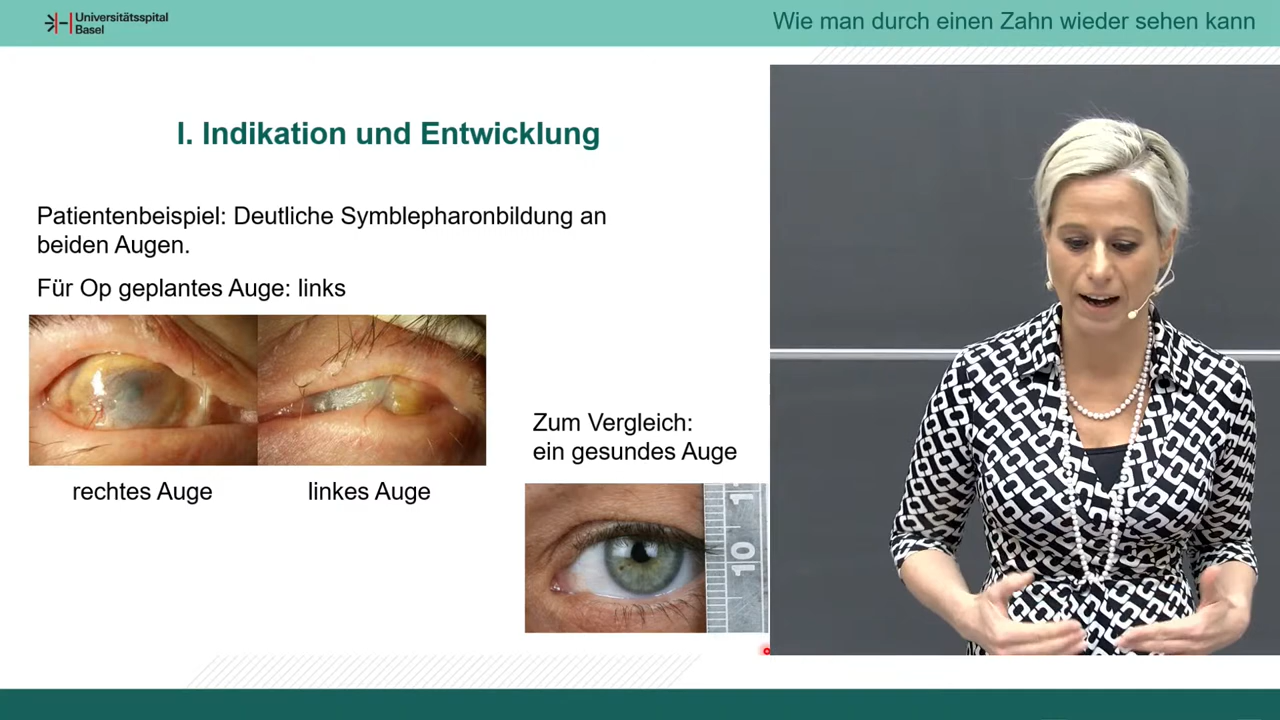 Universitätsspital
Basel
Wie man durch einen Zahn wieder sehen kann
I. Indikation und Entwicklung
Patientenbeispiel: Deutliche Symblepharonbildung an
beiden Augen.
Für Op geplantes Auge: links
rechtes Auge
linkes Auge
Zum Vergleich:
ein gesundes Auge
10